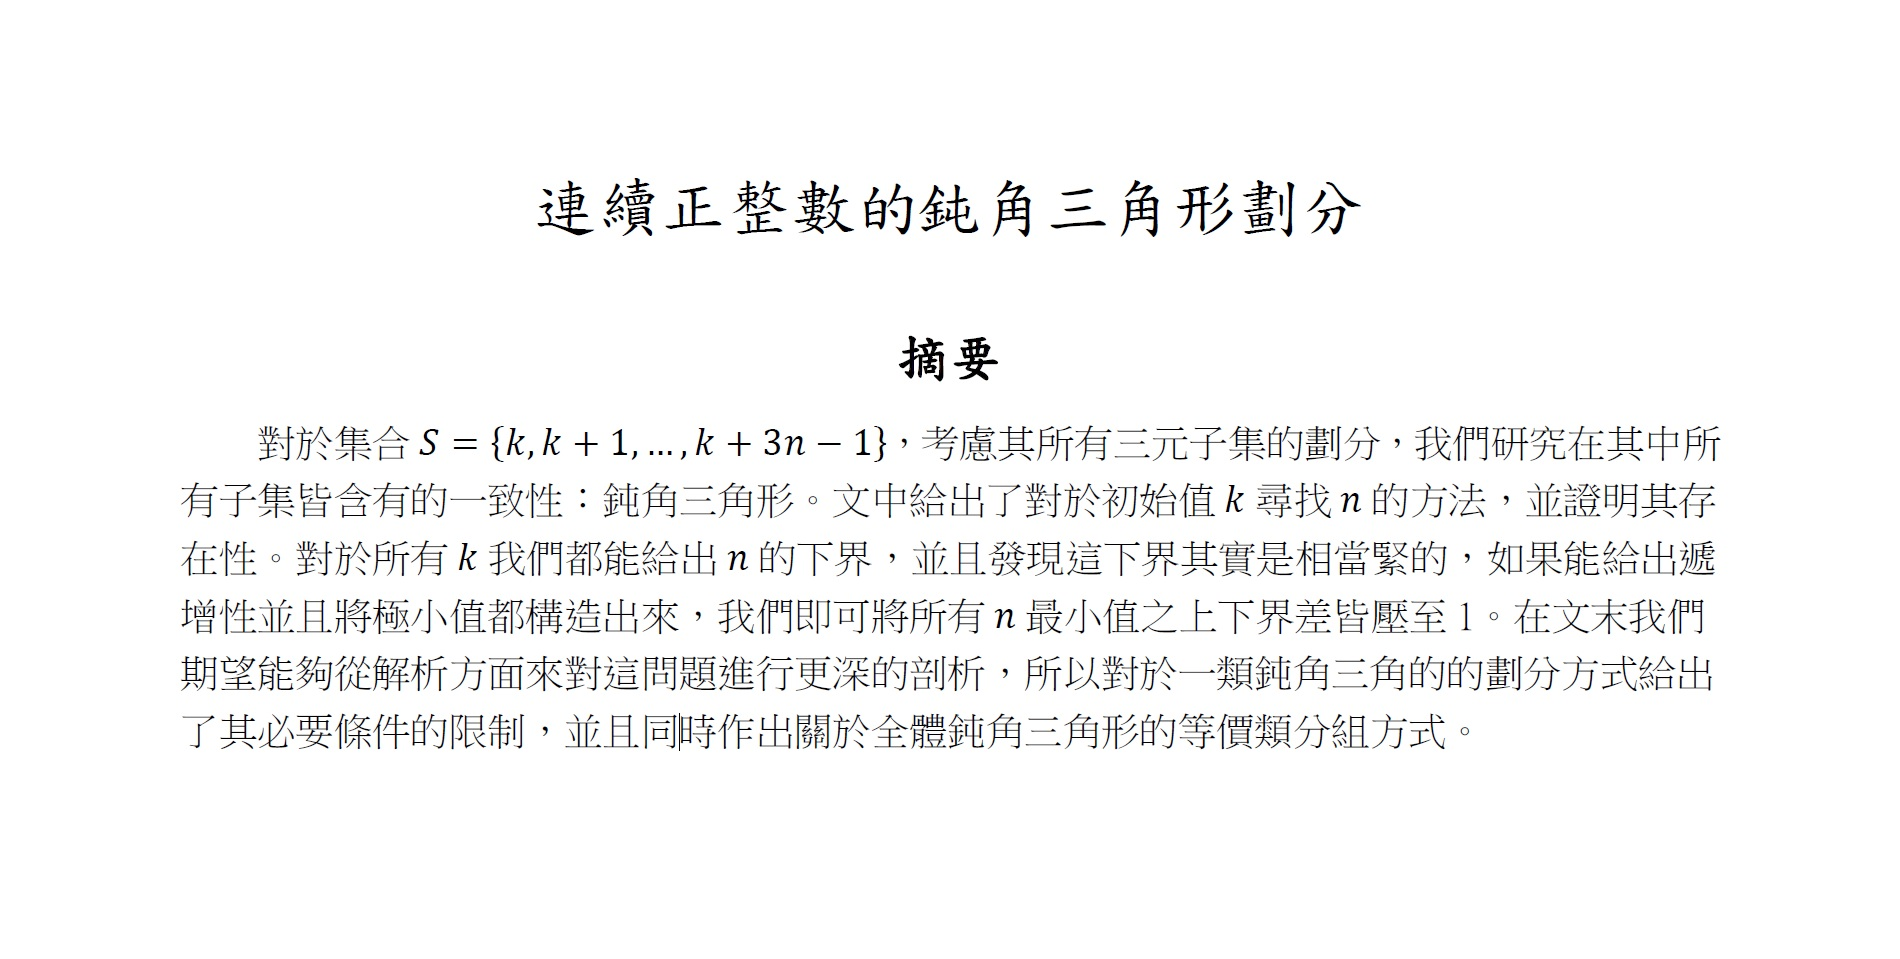 連續正整數的鈍角三角形劃分
摘要
對於集合 S = {k, k + 1, … , k + 3n − 1}，考慮其所有三元子集的劃分，我們研究在其中所
有子集皆含有的一致性：鈍角三角形。文中給出了對於初始值 k 尋找 n 的方法，並證明其存
在性。對於所有 k 我們都能給出 n 的下界，並且發現這下界其實是相當緊的，如果能給出遞
增性並且將極小值都構造出來，我們即可將所有 n 最小值之上下界差皆壓至 1。在文末我們
期望能夠從解析方面來對這問題進行更深的剖析，所以對於一類鈍角三角的的劃分方式給出
了其必要條件的限制，並且同時作出關於全體鈍角三角形的等價類分組方式。